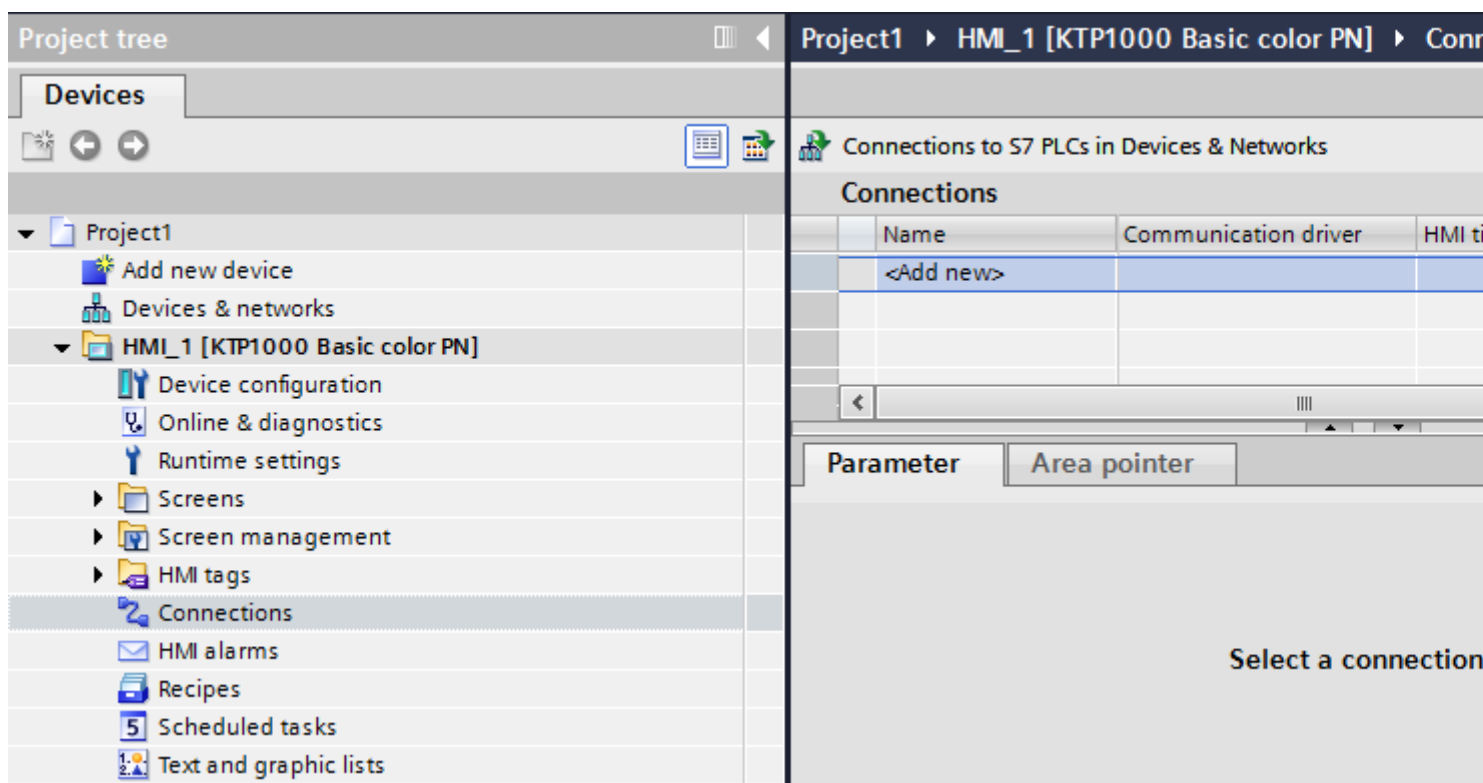 Project tree
Devices
Project1
Add new device
Devices & networks
HMI_1 [KTP1000 Basic color PN]
Device configuration
Online & diagnostics
Runtime settings
Screens
Screen management
HMI tags
Connections
HMI alarms
Recipes
Scheduled tasks
Text and graphic lists
Project1 HMI_1 [KTP1000 Basic color PN] Conn
Connections to S7 PLCs in Devices & Networks
Connections
Name Communication driver HMI ti
<Add new>
Parameter Area pointer
Select a connection